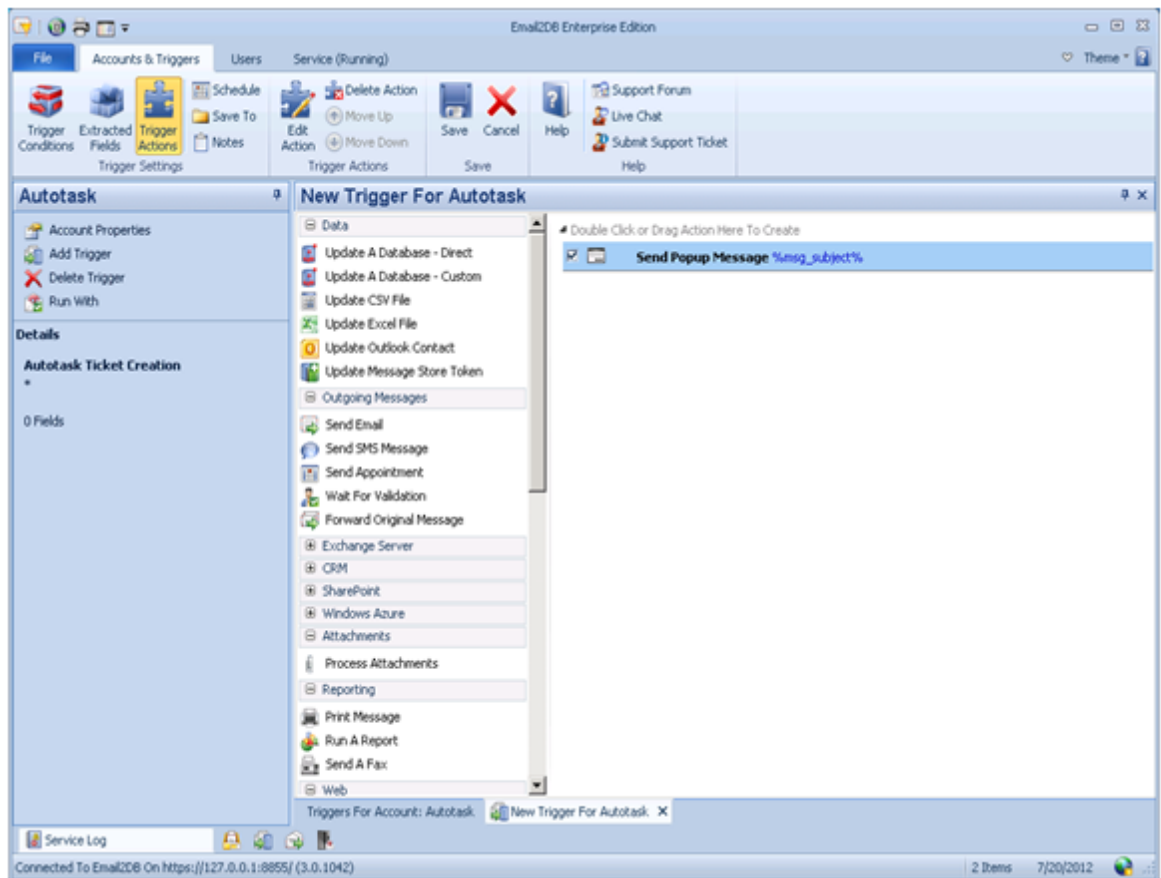 Email2DB Enterprise Edition
File Accounts & Triggers Users Service (Running) Theme
Trigger Conditions
Extracted Fields
Trigger Actions
Schedule
Save To
Notes
Trigger Settings
Edit Action
Delete Action
Move Up
Move Down
Trigger Actions
Save Cancel
Save
Help
Support Forum
Live Chat
Submit Support Ticket
Help
Autotask
Account Properties
Add Trigger
Delete Trigger
Run With
Details
Autotask Ticket Creation
*
0 Fields
New Trigger For Autotask
Data
Update A Database - Direct
Update A Database - Custom
Update CSV File
Update Excel File
Update Outlook Contact
Update Message Store Token
Outgoing Messages
Send Email
Send SMS Message
Send Appointment
Wait For Validation
Forward Original Message
Exchange Server
CRM
SharePoint
Windows Azure
Attachments
Process Attachments
Reporting
Print Message
Run A Report
Send A Fax
Web
Double Click or Drag Action Here To Create
Send Popup Message %msg_subject%
Triggers For Account: Autotask New Trigger For Autotask
Service Log
Connected To Email2DB On https://127.0.0.1:8855/ (3.0.1042) 2 Items 7/20/2012